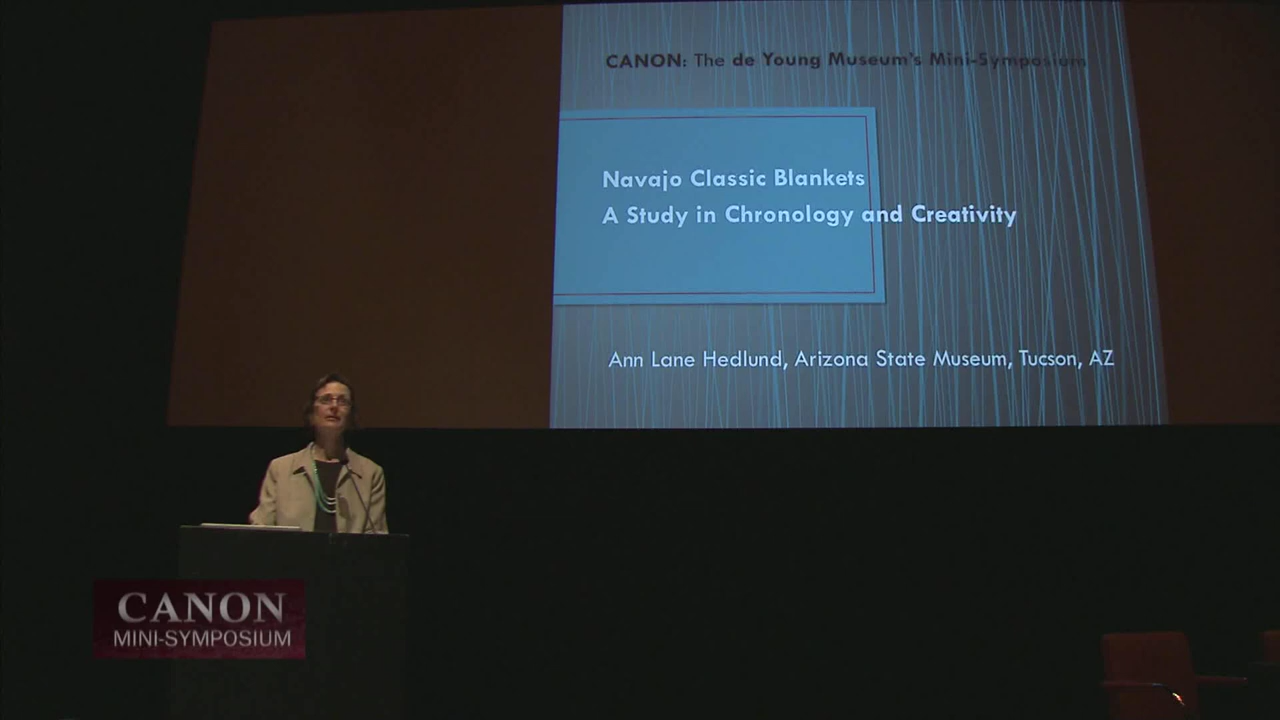 CANON: The de Young Museum's Mini-Symposium
Navajo Classic Blankets
A Study in Chronology and Creativity
Ann Lane Hedlund, Arizona State Museum, Tucson, AZ
CANON
MINI-SYMPOSIUM